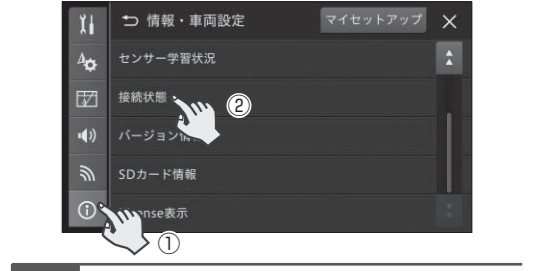 情報・車両設定 マイセットアップ
センサー学習状況
接続状態 ②
バージョン情
SDカード情報
ense表示
①